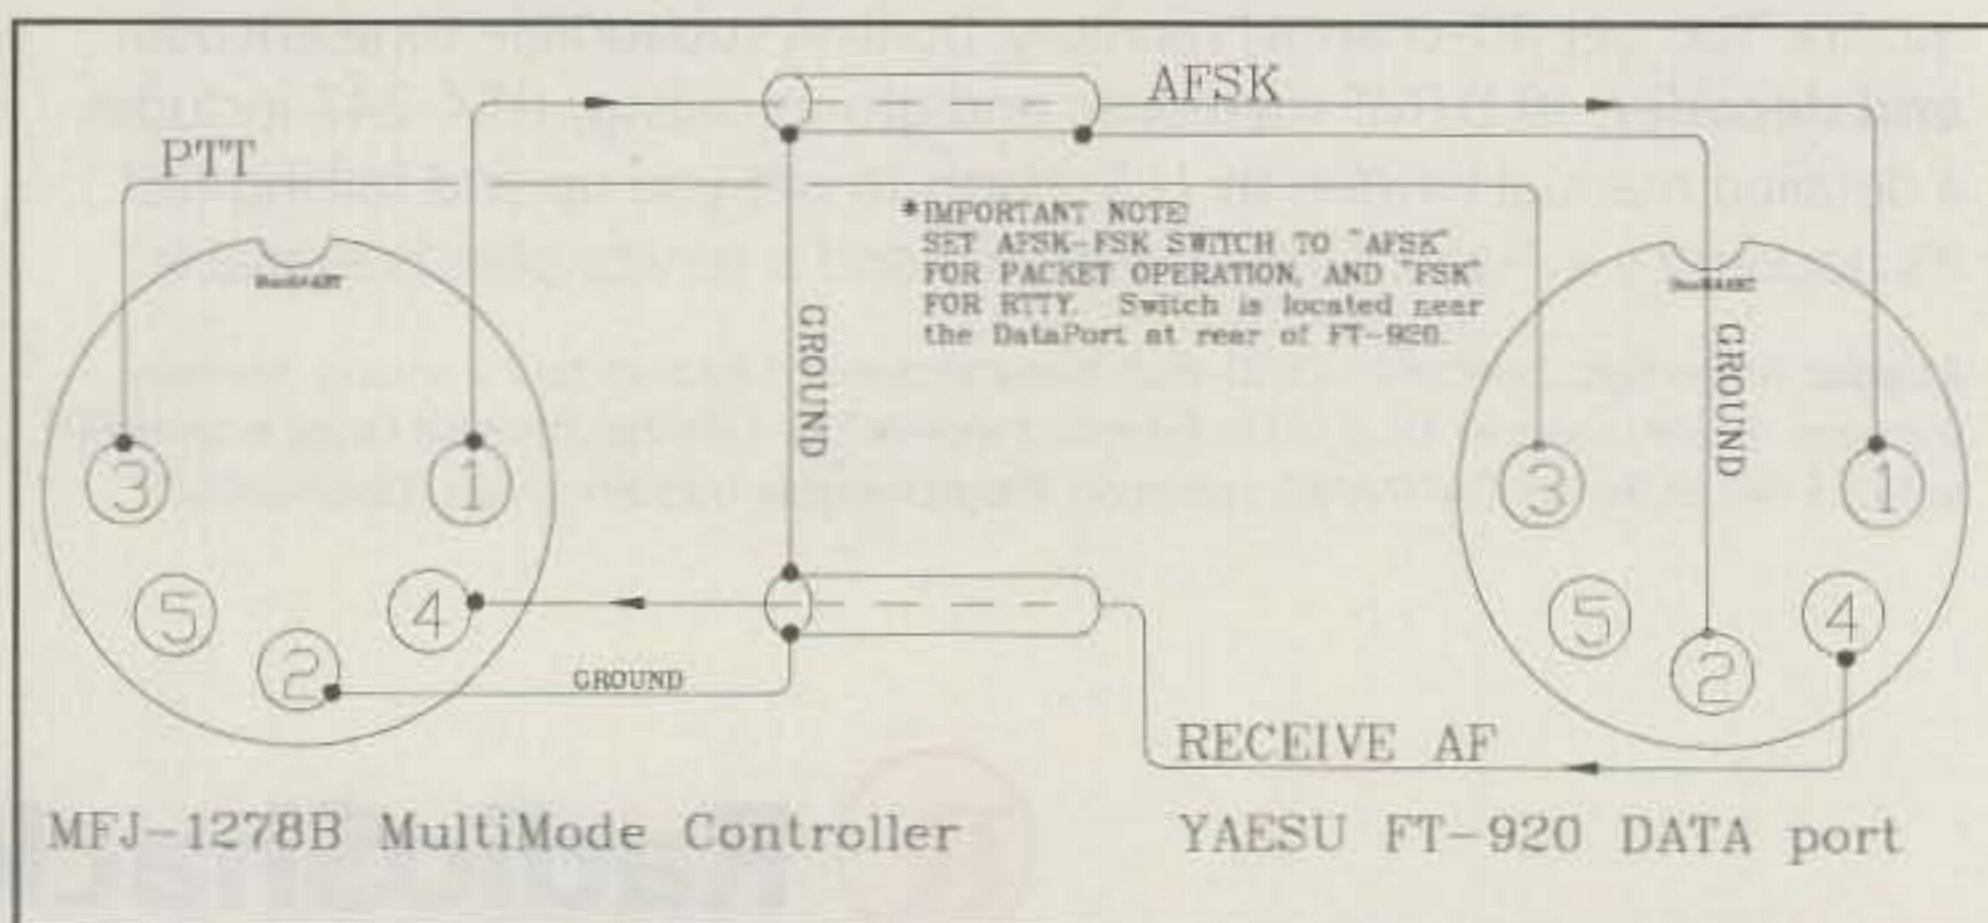 AFSK
PTT
*IMPORTANT NOTE!
SET AFSK-FSK SWITCH TO "AFSK"
FOR PACKET OPERATION, AND "FSK"
FOR RTTY. Switch is located near
the DataPort at rear of FT-920.
GROUND
GROUND
3
1
3
1
5
4
2
5
4
2
GROUND
RECEIVE AF
MFJ-1278B MultiMode Controller
YAESU FT-920 DATA port